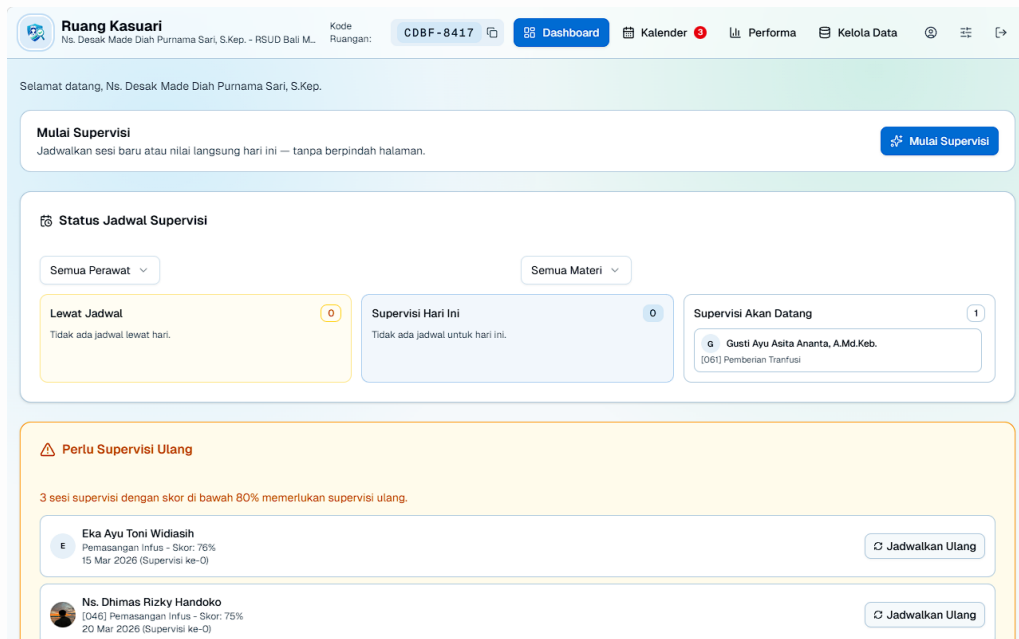 Ruang Kasuari
Ns. Desak Made Diah Purnama Sari, S.Kep. - RSUD Bali M...
Kode
Ruangan:
CDBF-8417
Dashboard
Kalender 3
Performa
Kelola Data
Selamat datang, Ns. Desak Made Diah Purnama Sari, S.Kep.
Mulai Supervisi
Jadwalkan sesi baru atau nilai langsung hari ini — tanpa berpindah halaman.
Mulai Supervisi
Status Jadwal Supervisi
Semua Perawat
Semua Materi
Lewat Jadwal 0
Tidak ada jadwal lewat hari.
Supervisi Hari Ini 0
Tidak ada jadwal untuk hari ini.
Supervisi Akan Datang 1
G Gusti Ayu Asita Ananta, A.Md.Keb.
[061] Pemberian Tranfusi
Perlu Supervisi Ulang
3 sesi supervisi dengan skor di bawah 80% memerlukan supervisi ulang.
E
Eka Ayu Toni Widiasih
Pemasangan Infus - Skor: 76%
15 Mar 2026 (Supervisi ke-0)
Jadwalkan Ulang
Ns. Dhimas Rizky Handoko
[046] Pemasangan Infus - Skor: 75%
20 Mar 2026 (Supervisi ke-0)
Jadwalkan Ulang